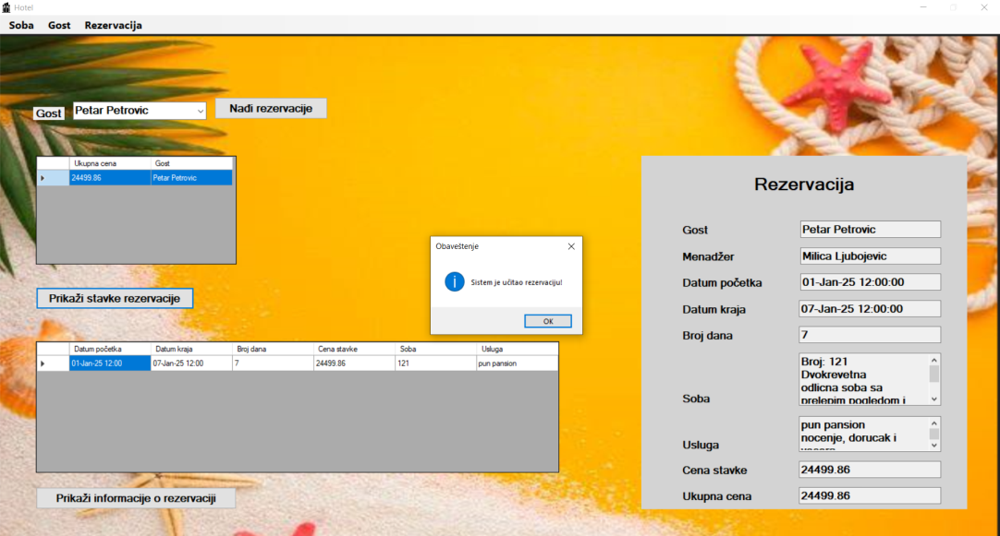 Hotel
Soba Gost Rezervacija
Gost Petar Petrovic Nađi rezervacije
Ukupna cena Gost
24499.86 Petar Petrovic
Prikaži stavke rezervacije
Datum početka Datum kraja Broj dana Cena stavke Soba Usluga
01-Jan-25 12:00 07-Jan-25 12:00 7 24499.86 121 pun pansion
Prikaži informacije o rezervaciji
Obaveštenje
Sistem je učitao rezervaciju!
OK
Rezervacija
Gost Petar Petrovic
Menadžer Milica Ljubojevic
Datum početka 01-Jan-25 12:00:00
Datum kraja 07-Jan-25 12:00:00
Broj dana 7
Soba
Broj: 121
Dvokrevetna
odlicna soba sa
prelepim pogledom i
Usluga
pun pansion
nocenje, dorucak i
Cena stavke 24499.86
Ukupna cena 24499.86